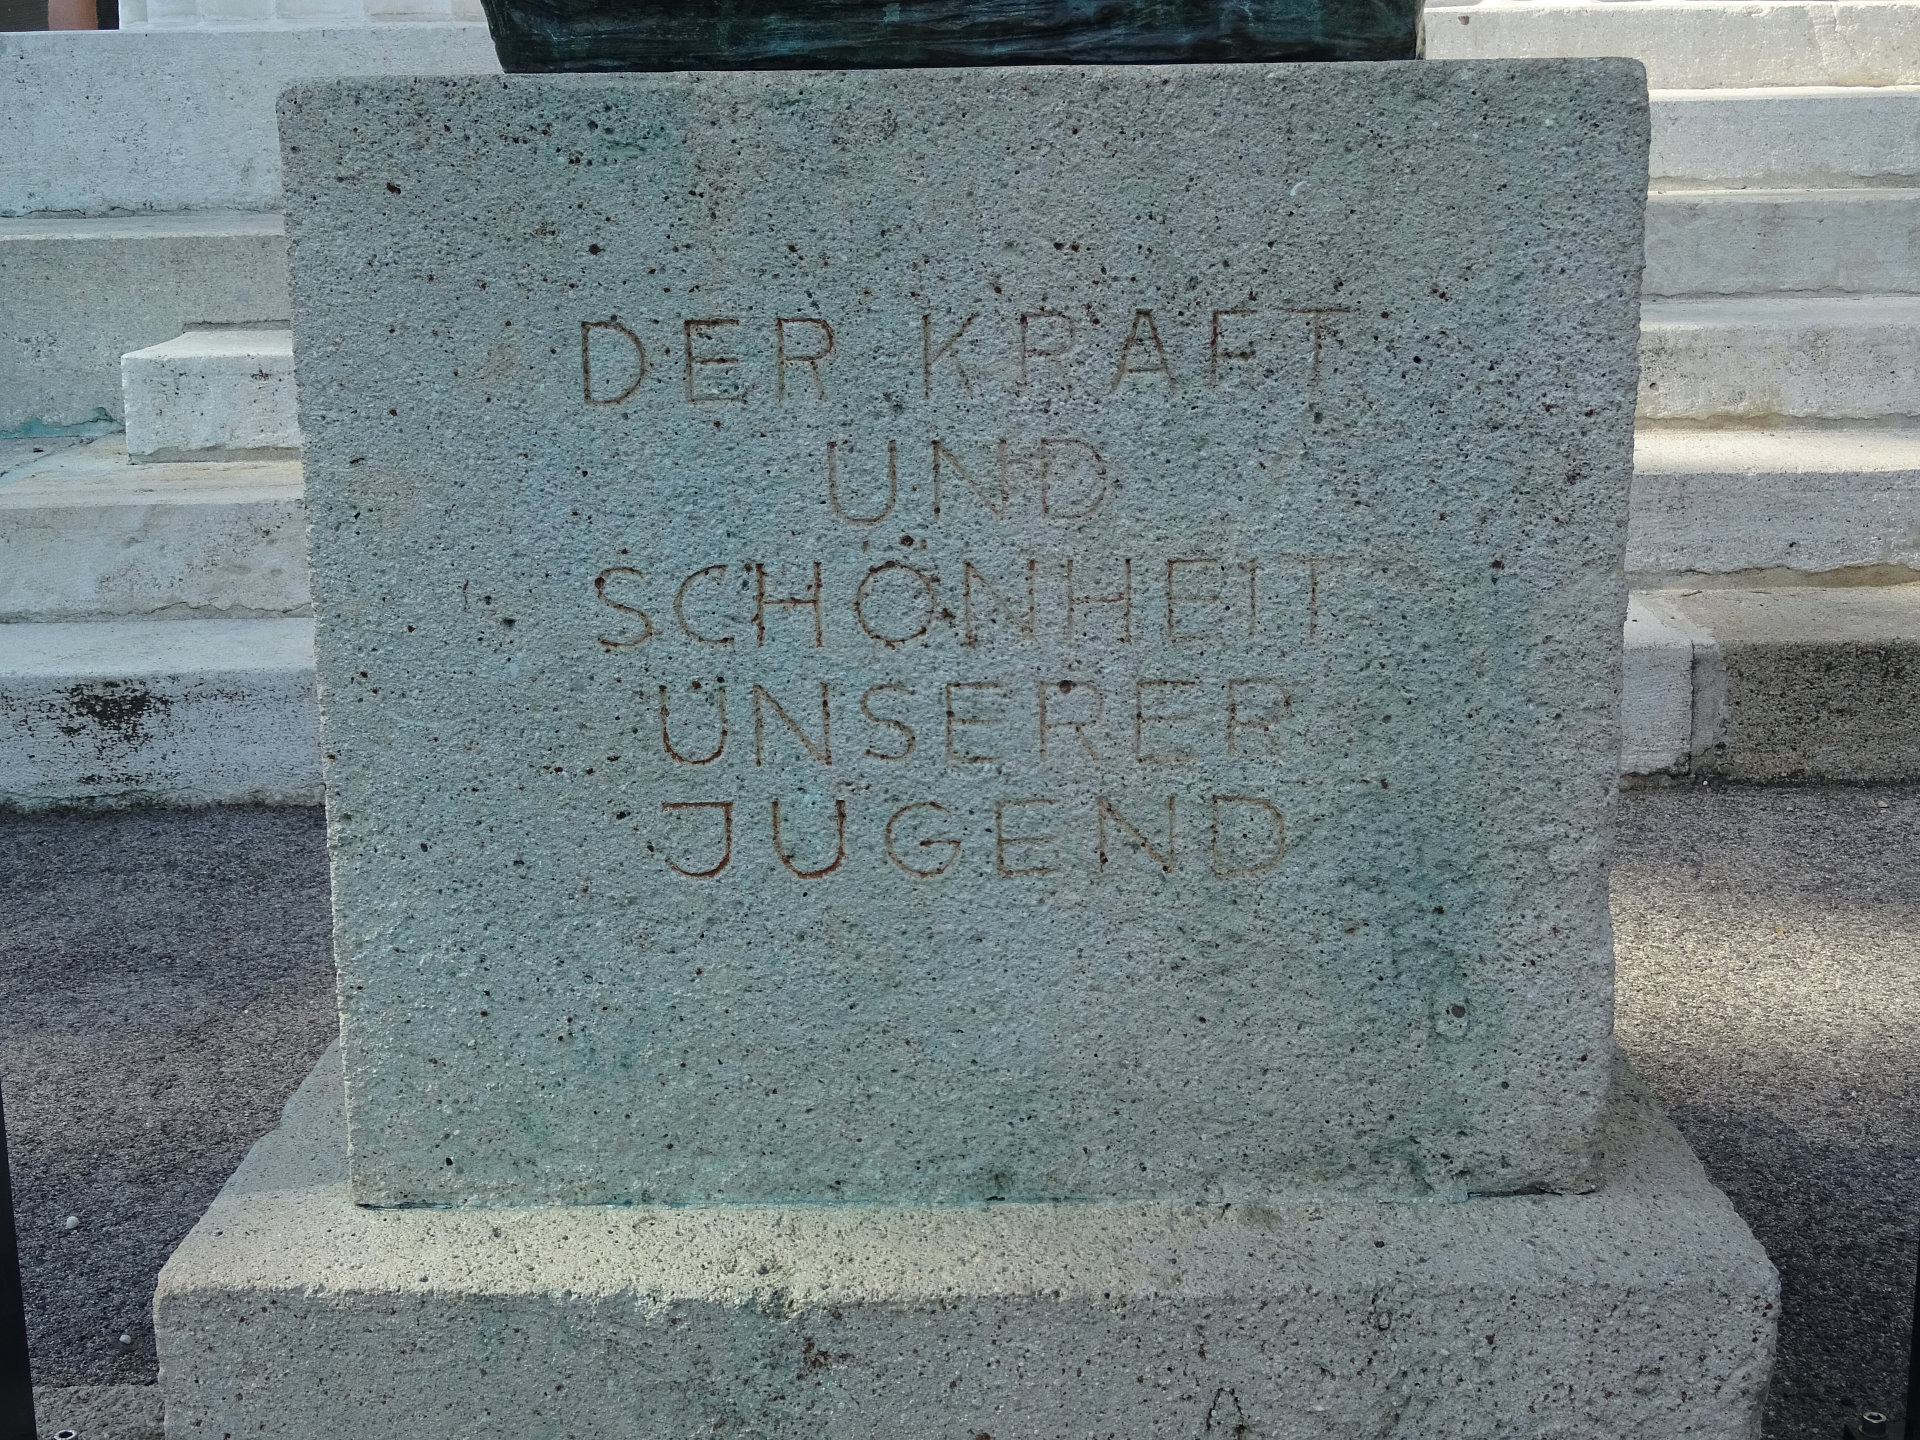 DER KRAFT
UND
SCHÖNHEIT
UNSERER
JUGEND